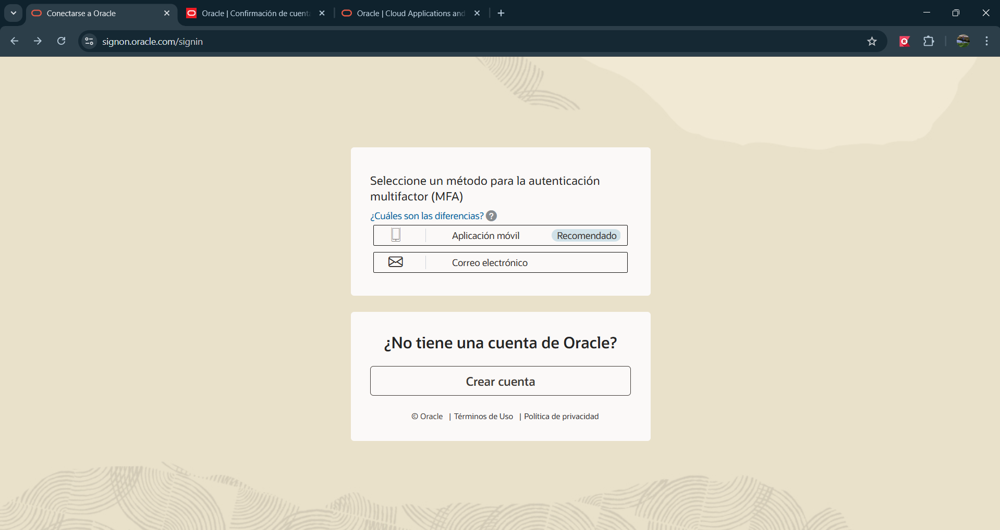 Conectarse a Oracle
Oracle | Confirmación de cuenta
Oracle | Cloud Applications and
signon.oracle.com/signin
Seleccione un método para la autenticación
multifactor (MFA)
¿Cuáles son las diferencias? ?
Aplicación móvil Recomendado
Correo electrónico
¿No tiene una cuenta de Oracle?
Crear cuenta
© Oracle | Términos de Uso | Política de privacidad